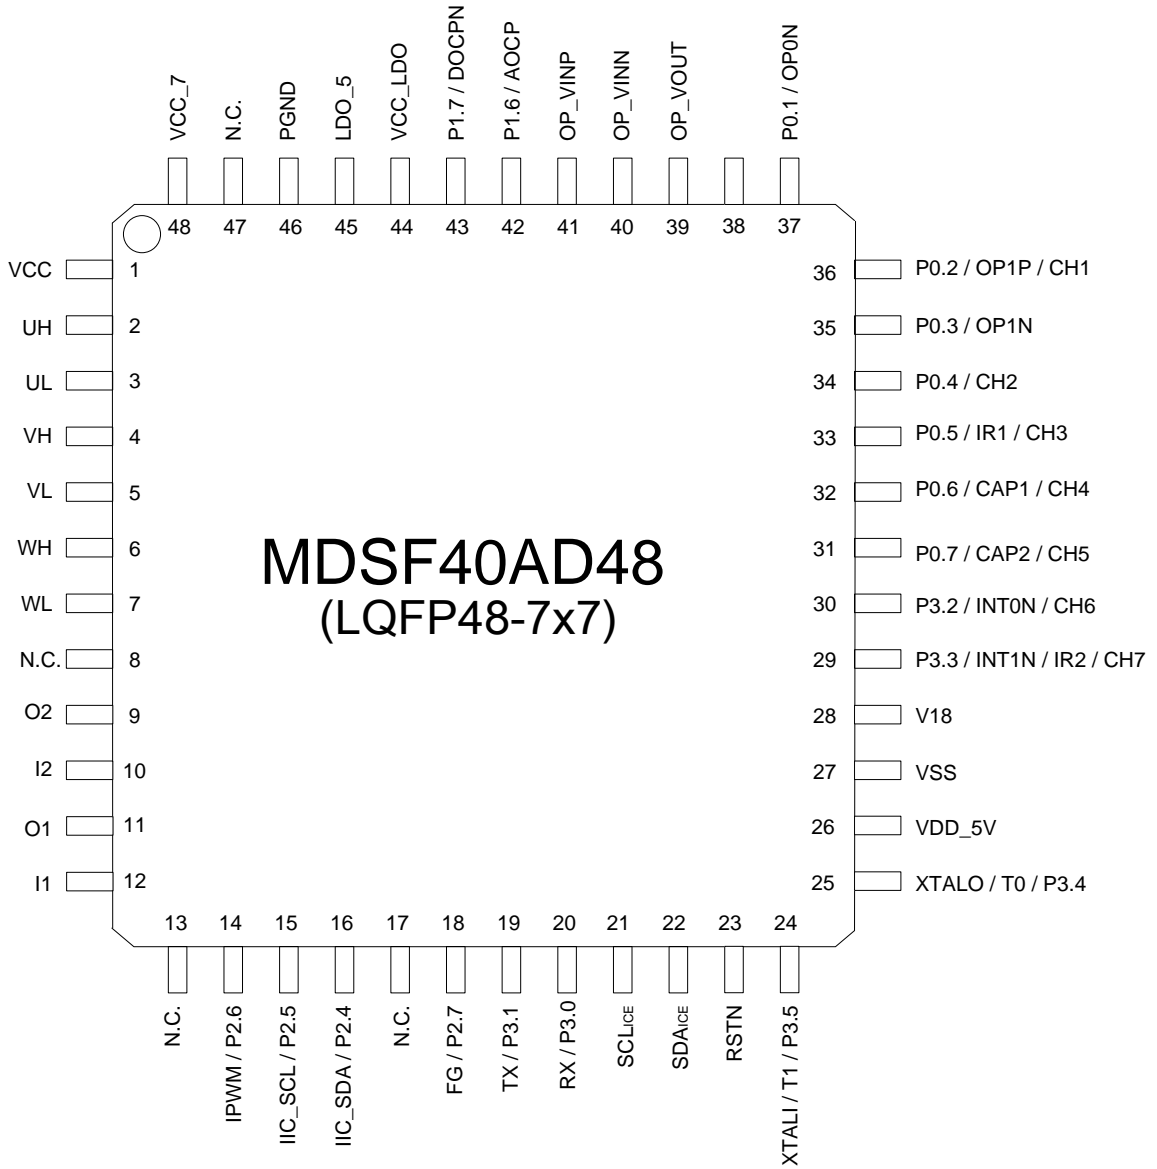 VCC_7
N.C.
PGND
LDO_5
VCC_LDO
P1.7 / DOCPN
P1.6 / AOCP
OP_VINP
OP_VINN
OP_VOUT
P0.1 / OP0N
48 47 46 45 44 43 42 41 40 39 38 37
VCC 1
UH 2
UL 3
VH 4
VL 5
WH 6
WL 7
N.C. 8
O2 9
I2 10
O1 11
I1 12
MDSF40AD48
(LQFP48-7x7)
36 P0.2 / OP1P / CH1
35 P0.3 / OP1N
34 P0.4 / CH2
33 P0.5 / IR1 / CH3
32 P0.6 / CAP1 / CH4
31 P0.7 / CAP2 / CH5
30 P3.2 / INT0N / CH6
29 P3.3 / INT1N / IR2 / CH7
28 V18
27 VSS
26 VDD_5V
25 XTALO / T0 / P3.4
13 14 15 16 17 18 19 20 21 22 23 24
N.C.
IPWM / P2.6
IIC_SCL / P2.5
IIC_SDA / P2.4
N.C.
FG / P2.7
TX / P3.1
RX / P3.0
SCLICE
SDAICE
RSTN
XTALI / T1 / P3.5